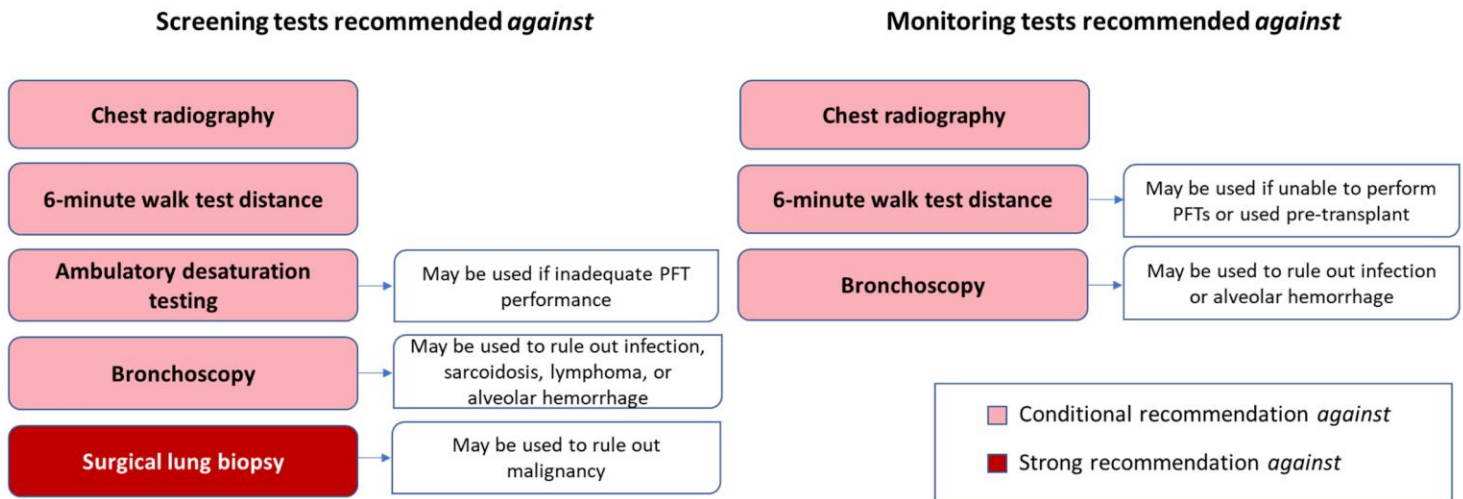 Screening tests recommended against
Chest radiography
6-minute walk test distance
Ambulatory desaturation
testing
May be used if inadequate PFT
performance
Bronchoscopy
May be used to rule out infection,
sarcoidosis, lymphoma, or
alveolar hemorrhage
Surgical lung biopsy
May be used to rule out
malignancy
Monitoring tests recommended against
Chest radiography
6-minute walk test distance
May be used if unable to perform
PFTs or used pre-transplant
Bronchoscopy
May be used to rule out infection
or alveolar hemorrhage
Conditional recommendation against
Strong recommendation against